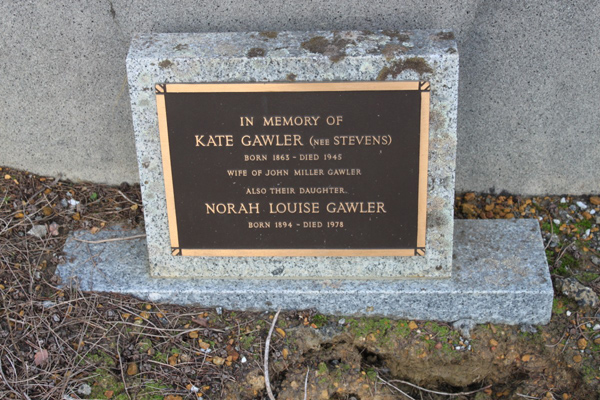 IN MEMORY OF
KATE GAWLER (NEE STEVENS)
BORN 1863 - DIED 1945
WIFE OF JOHN MILLER GAWLER
ALSO THEIR DAUGHTER,
NORAH LOUISE GAWLER
BORN 1894 - DIED 1978